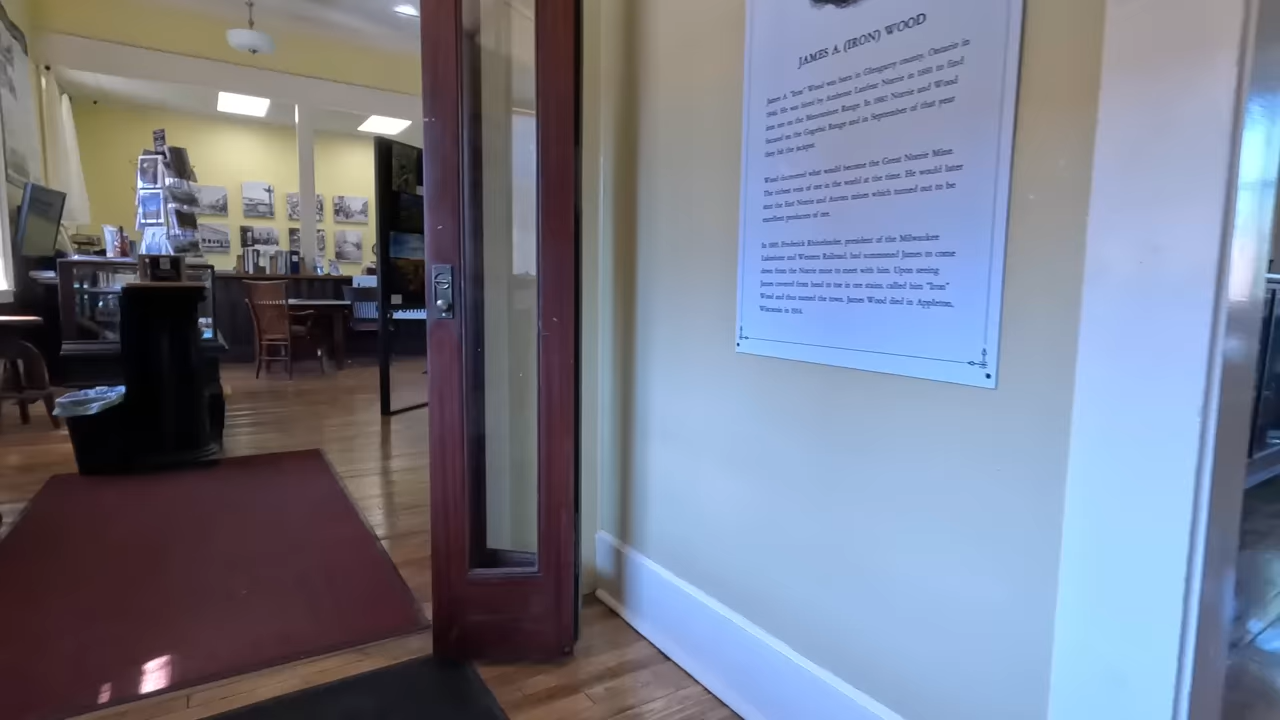 JAMES A. (IRON) WOOD
James A. "Iron" Wood was born in Glengarry county, Ontario in
He was hired by Ambrose Lanfear Norrie in 1880 to find
iron ore on the Menominee Range. In 1882 Norrie and Wood
focused on the Gogebic Range and in September of that year
they hit the jackpot.
Wood discovered what would become the Great Norrie Mine.
The richest vein of ore in the world at the time. He would later
start the East Norrie and Aurora mines which turned out to be
excellent producers of ore.
In 1885, Frederick Rhinelander, president of the Milwaukee
Lakeshore and Western Railroad, had summoned James to come
down from the Norrie mine to meet with him. Upon seeing
James covered from head to toe in ore stains, called him "Iron"
Wood and thus named the town. James Wood died in Appleton,
Wisconsin in 1914.